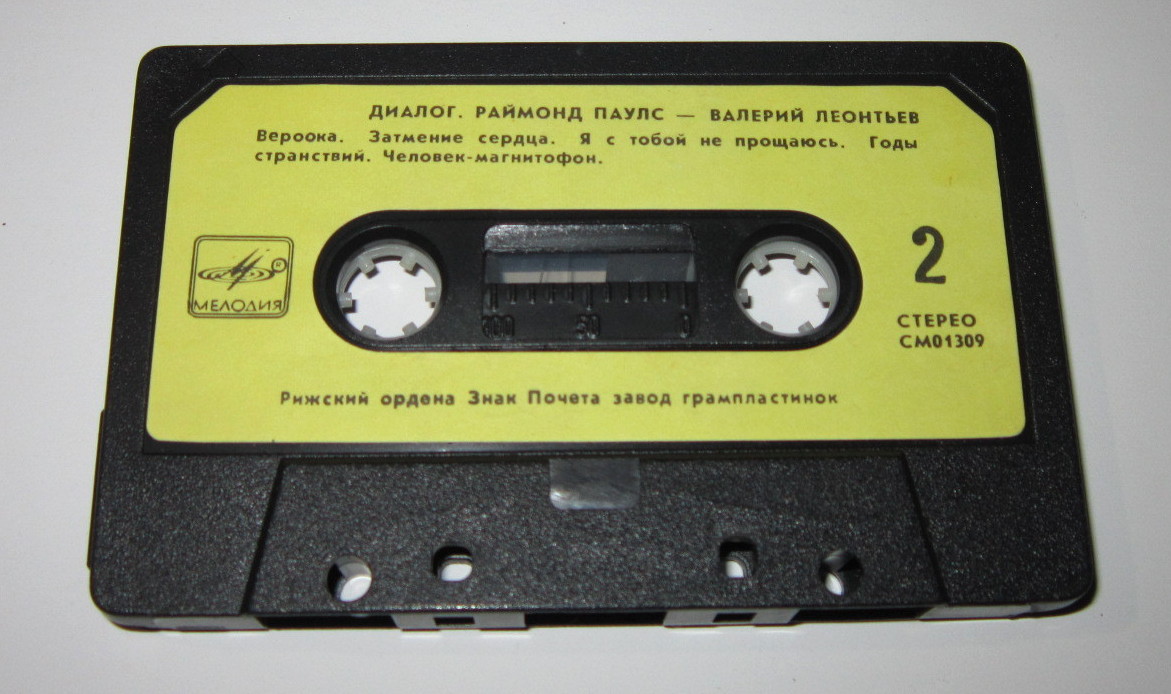 ДИАЛОГ. РАЙМОНД ПАУЛС — ВАЛЕРИЙ ЛЕОНТЬЕВ
Вероока. Затмение сердца. Я с тобой не прощаюсь. Годы
странствий. Человек-магнитофон.
®
МЕЛОДИЯ
2
100 50 0
СТЕРЕО
СМ01309
Рижский ордена Знак Почета завод грампластинок